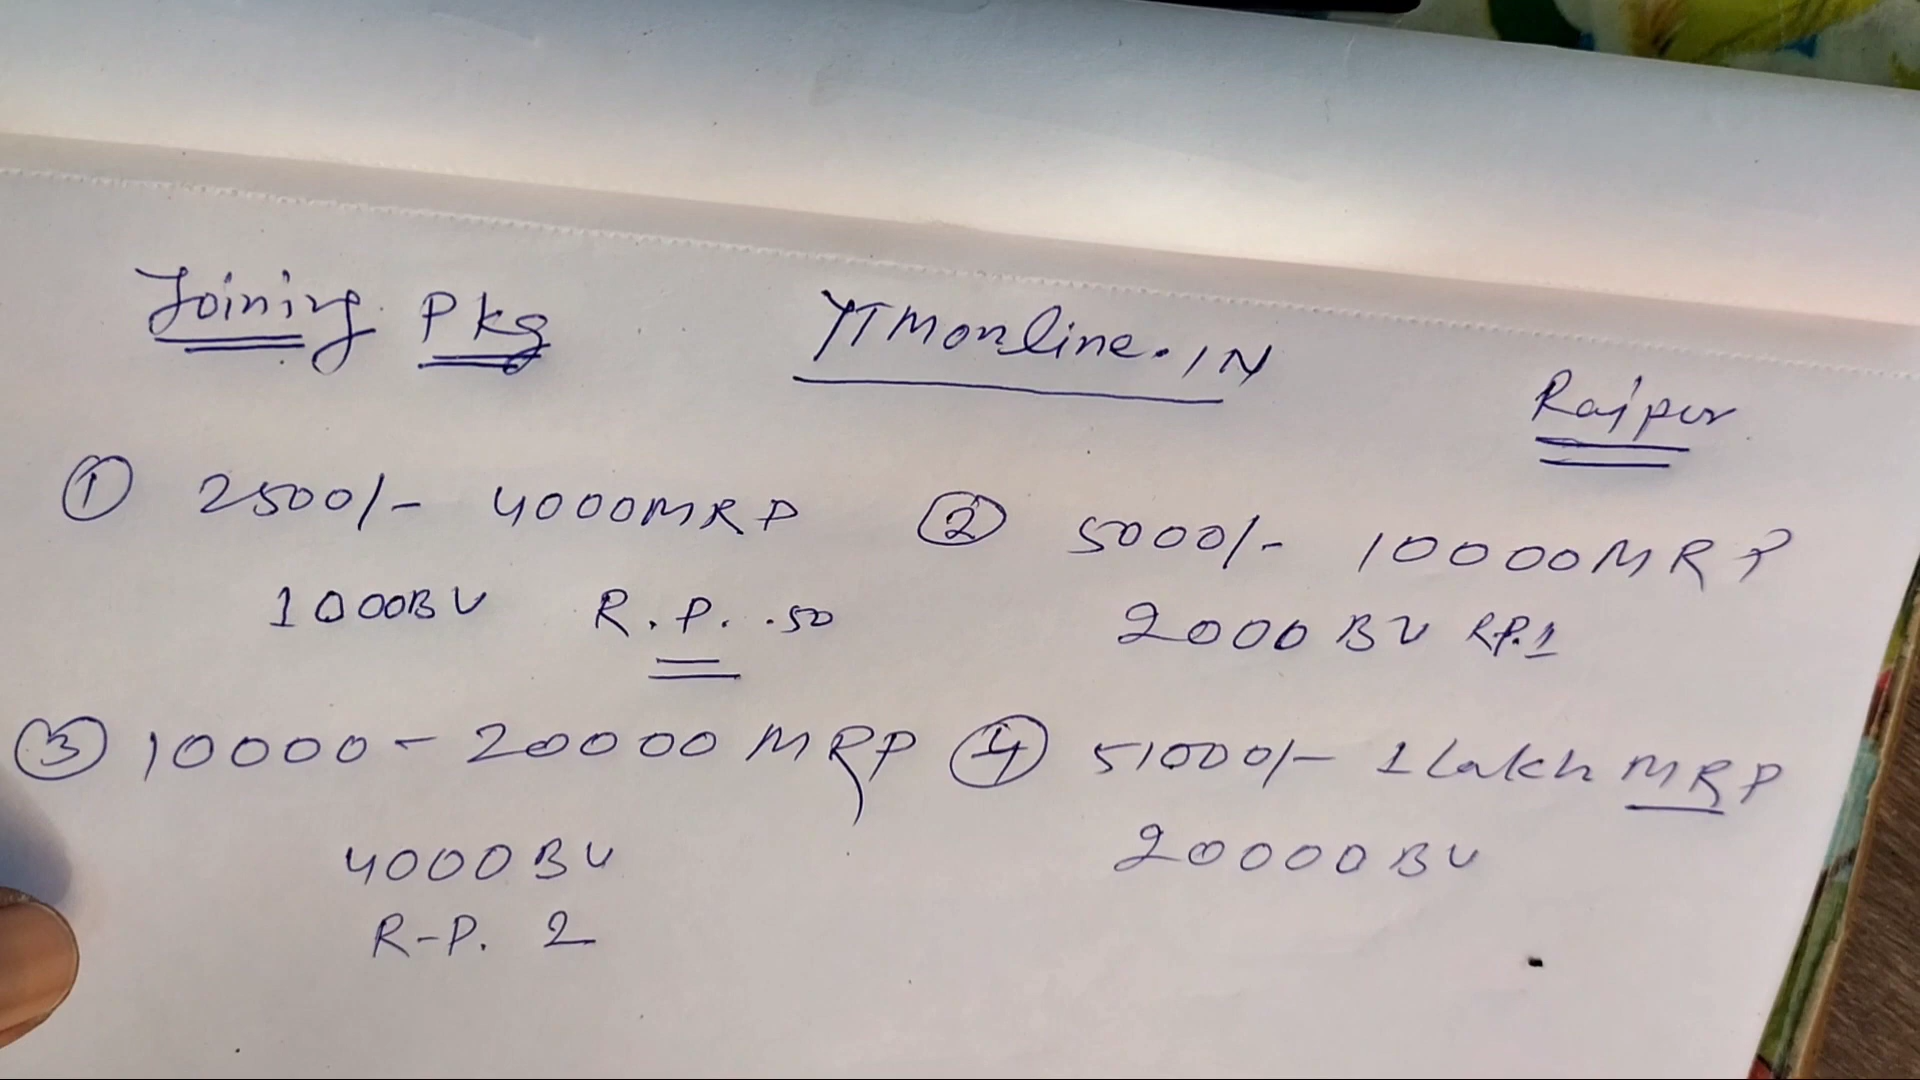 Joining Pkg YTMonline.IN
Raipur
① 2500/- 4000MRP
1000BV R.P. .50
② 5000/- 10000MRP
2000 BV RP.1
③ 10000 - 20000 MRP
4000BV
R-P. 2
④ 51000/- 1 Lakh MRP
20000BV